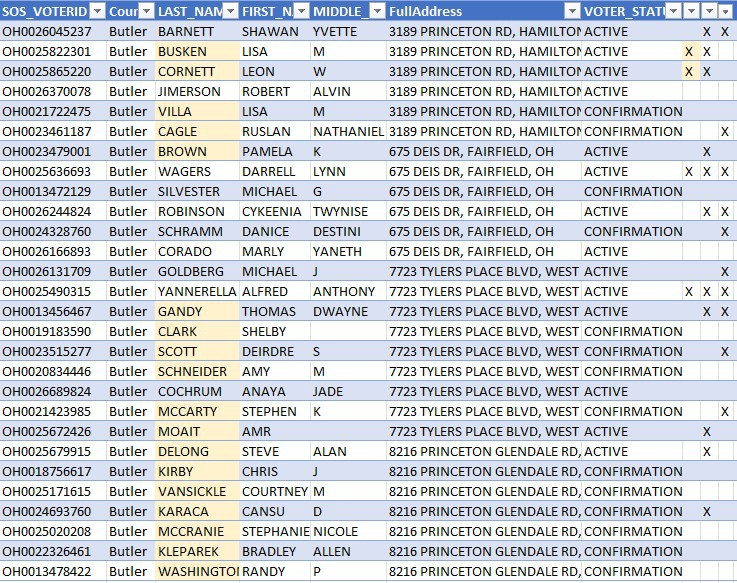 SOS_VOTERID Cour LAST_NAM FIRST_N MIDDLE_ FullAddress VOTER_STATU
OH0026045237 Butler BARNETT SHAWAN YVETTE 3189 PRINCETON RD, HAMILTON ACTIVE X X
OH0025822301 Butler BUSKEN LISA M 3189 PRINCETON RD, HAMILTON ACTIVE X X
OH0025865220 Butler CORNETT LEON W 3189 PRINCETON RD, HAMILTON ACTIVE X X
OH0026370078 Butler JIMERSON ROBERT ALVIN 3189 PRINCETON RD, HAMILTON ACTIVE
OH0021722475 Butler VILLA LISA M 3189 PRINCETON RD, HAMILTON CONFIRMATION
OH0023461187 Butler CAGLE RUSLAN NATHANIEL 3189 PRINCETON RD, HAMILTON CONFIRMATION X
OH0023479001 Butler BROWN PAMELA K 675 DEIS DR, FAIRFIELD, OH ACTIVE X
OH0025636693 Butler WAGERS DARRELL LYNN 675 DEIS DR, FAIRFIELD, OH ACTIVE X X X
OH0013472129 Butler SILVESTER MICHAEL G 675 DEIS DR, FAIRFIELD, OH CONFIRMATION
OH0026244824 Butler ROBINSON CYKEENIA TWYNISE 675 DEIS DR, FAIRFIELD, OH ACTIVE X X
OH0024328760 Butler SCHRAMM DANICE DESTINI 675 DEIS DR, FAIRFIELD, OH CONFIRMATION X
OH0026166893 Butler CORADO MARLY YANETH 675 DEIS DR, FAIRFIELD, OH ACTIVE
OH0026131709 Butler GOLDBERG MICHAEL J 7723 TYLERS PLACE BLVD, WEST ACTIVE X
OH0025490315 Butler YANNERELLA ALFRED ANTHONY 7723 TYLERS PLACE BLVD, WEST ACTIVE X X X
OH0013456467 Butler GANDY THOMAS DWAYNE 7723 TYLERS PLACE BLVD, WEST ACTIVE X X
OH0019183590 Butler CLARK SHELBY 7723 TYLERS PLACE BLVD, WEST CONFIRMATION
OH0023515277 Butler SCOTT DEIRDRE S 7723 TYLERS PLACE BLVD, WEST CONFIRMATION X
OH0020834446 Butler SCHNEIDER AMY M 7723 TYLERS PLACE BLVD, WEST CONFIRMATION
OH0026689824 Butler COCHRUM ANAYA JADE 7723 TYLERS PLACE BLVD, WEST ACTIVE
OH0021423985 Butler MCCARTY STEPHEN K 7723 TYLERS PLACE BLVD, WEST CONFIRMATION X
OH0025672426 Butler MOAIT AMR 7723 TYLERS PLACE BLVD, WEST ACTIVE X
OH0025679915 Butler DELONG STEVE ALAN 8216 PRINCETON GLENDALE RD, ACTIVE X
OH0018756617 Butler KIRBY CHRIS J 8216 PRINCETON GLENDALE RD, CONFIRMATION
OH0025171615 Butler VANSICKLE COURTNEY M 8216 PRINCETON GLENDALE RD, CONFIRMATION
OH0024693760 Butler KARACA CANSU D 8216 PRINCETON GLENDALE RD, CONFIRMATION X
OH0025020208 Butler MCCRANIE STEPHANIE NICOLE 8216 PRINCETON GLENDALE RD, CONFIRMATION
OH0022326461 Butler KLEPAREK BRADLEY ALLEN 8216 PRINCETON GLENDALE RD, CONFIRMATION
OH0013478422 Butler WASHINGTON RANDY P 8216 PRINCETON GLENDALE RD, CONFIRMATION